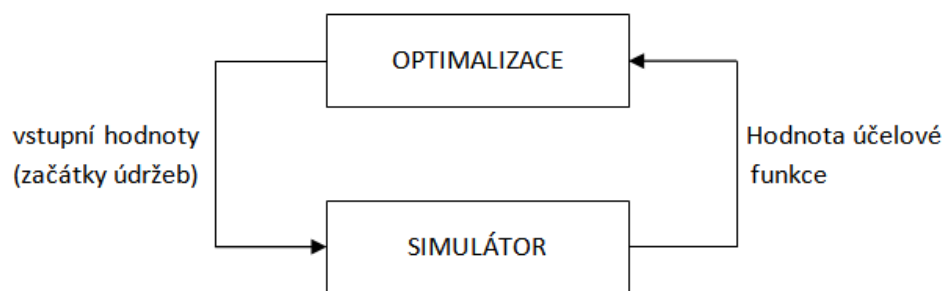 OPTIMALIZACE
vstupní hodnoty
(začátky údržeb)
Hodnota účelové
funkce
SIMULÁTOR